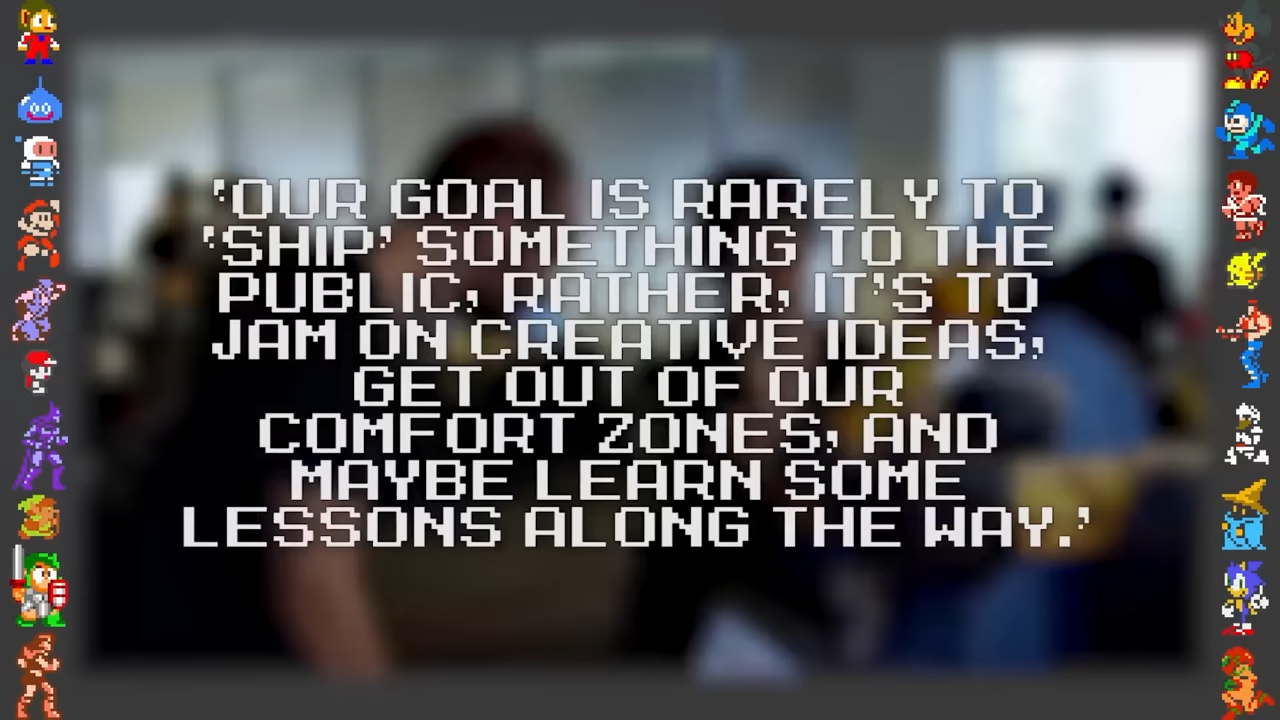 'OUR GOAL IS RARELY TO
'SHIP' SOMETHING TO THE
PUBLIC, RATHER, IT'S TO
JAM ON CREATIVE IDEAS,
GET OUT OF OUR
COMFORT ZONES, AND
MAYBE LEARN SOME
LESSONS ALONG THE WAY.'